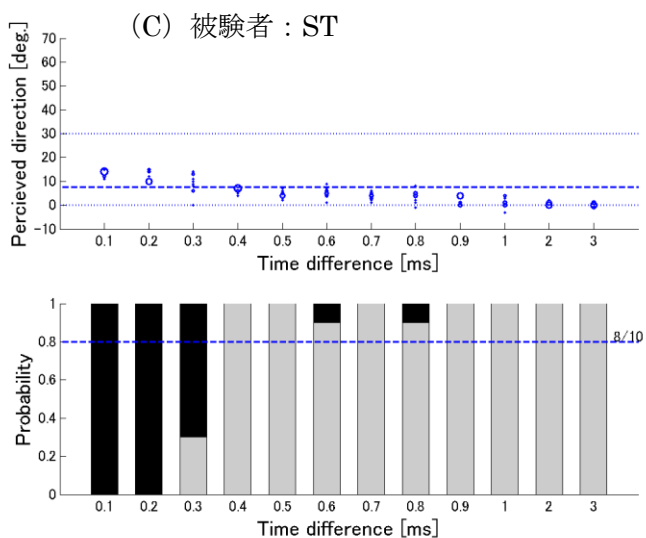 (C) 被験者：ST
Percieved direction [deg.]
70
60
50
40
30
20
10
0
-10
0.1 0.2 0.3 0.4 0.5 0.6 0.7 0.8 0.9 1 2 3
Time difference [ms]
Probability
1
0.8
0.6
0.4
0.2
0
8/10
0.1 0.2 0.3 0.4 0.5 0.6 0.7 0.8 0.9 1 2 3
Time difference [ms]